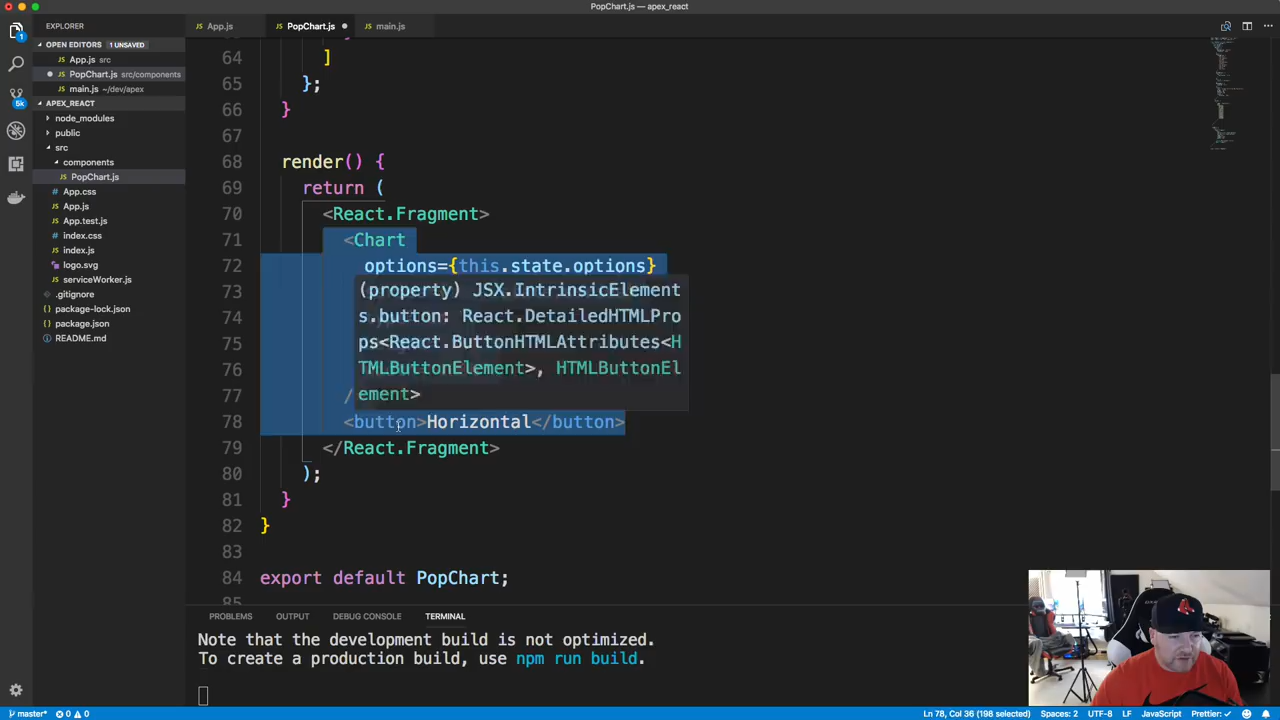 PopChart.js — apex_react
EXPLORER
App.js
PopChart.js
main.js
OPEN EDITORS 1 UNSAVED
App.js src
PopChart.js src/components
main.js ~/dev/apex
APEX_REACT
node_modules
public
src
components
PopChart.js
App.css
App.js
App.test.js
index.css
index.js
logo.svg
serviceWorker.js
.gitignore
package-lock.json
package.json
README.md
1
5k
64 ]
65 };
66 }
67
68 render() {
69 return (
70 <React.Fragment>
71 <Chart
72 options={this.state.options}
73
74
75
76
77 /
(property) JSX.IntrinsicElement
s.button: React.DetailedHTMLPro
ps<React.ButtonHTMLAttributes<H
TMLButtonElement>, HTMLButtonEl
ement>
78 <button>Horizontal</button>
79 </React.Fragment>
80 );
81 }
82 }
83
84 export default PopChart;
85
PROBLEMS OUTPUT DEBUG CONSOLE TERMINAL
Note that the development build is not optimized.
To create a production build, use npm run build.
master* 0 0
Ln 78, Col 36 (198 selected) Spaces: 2 UTF-8 LF JavaScript Prettier: ✓